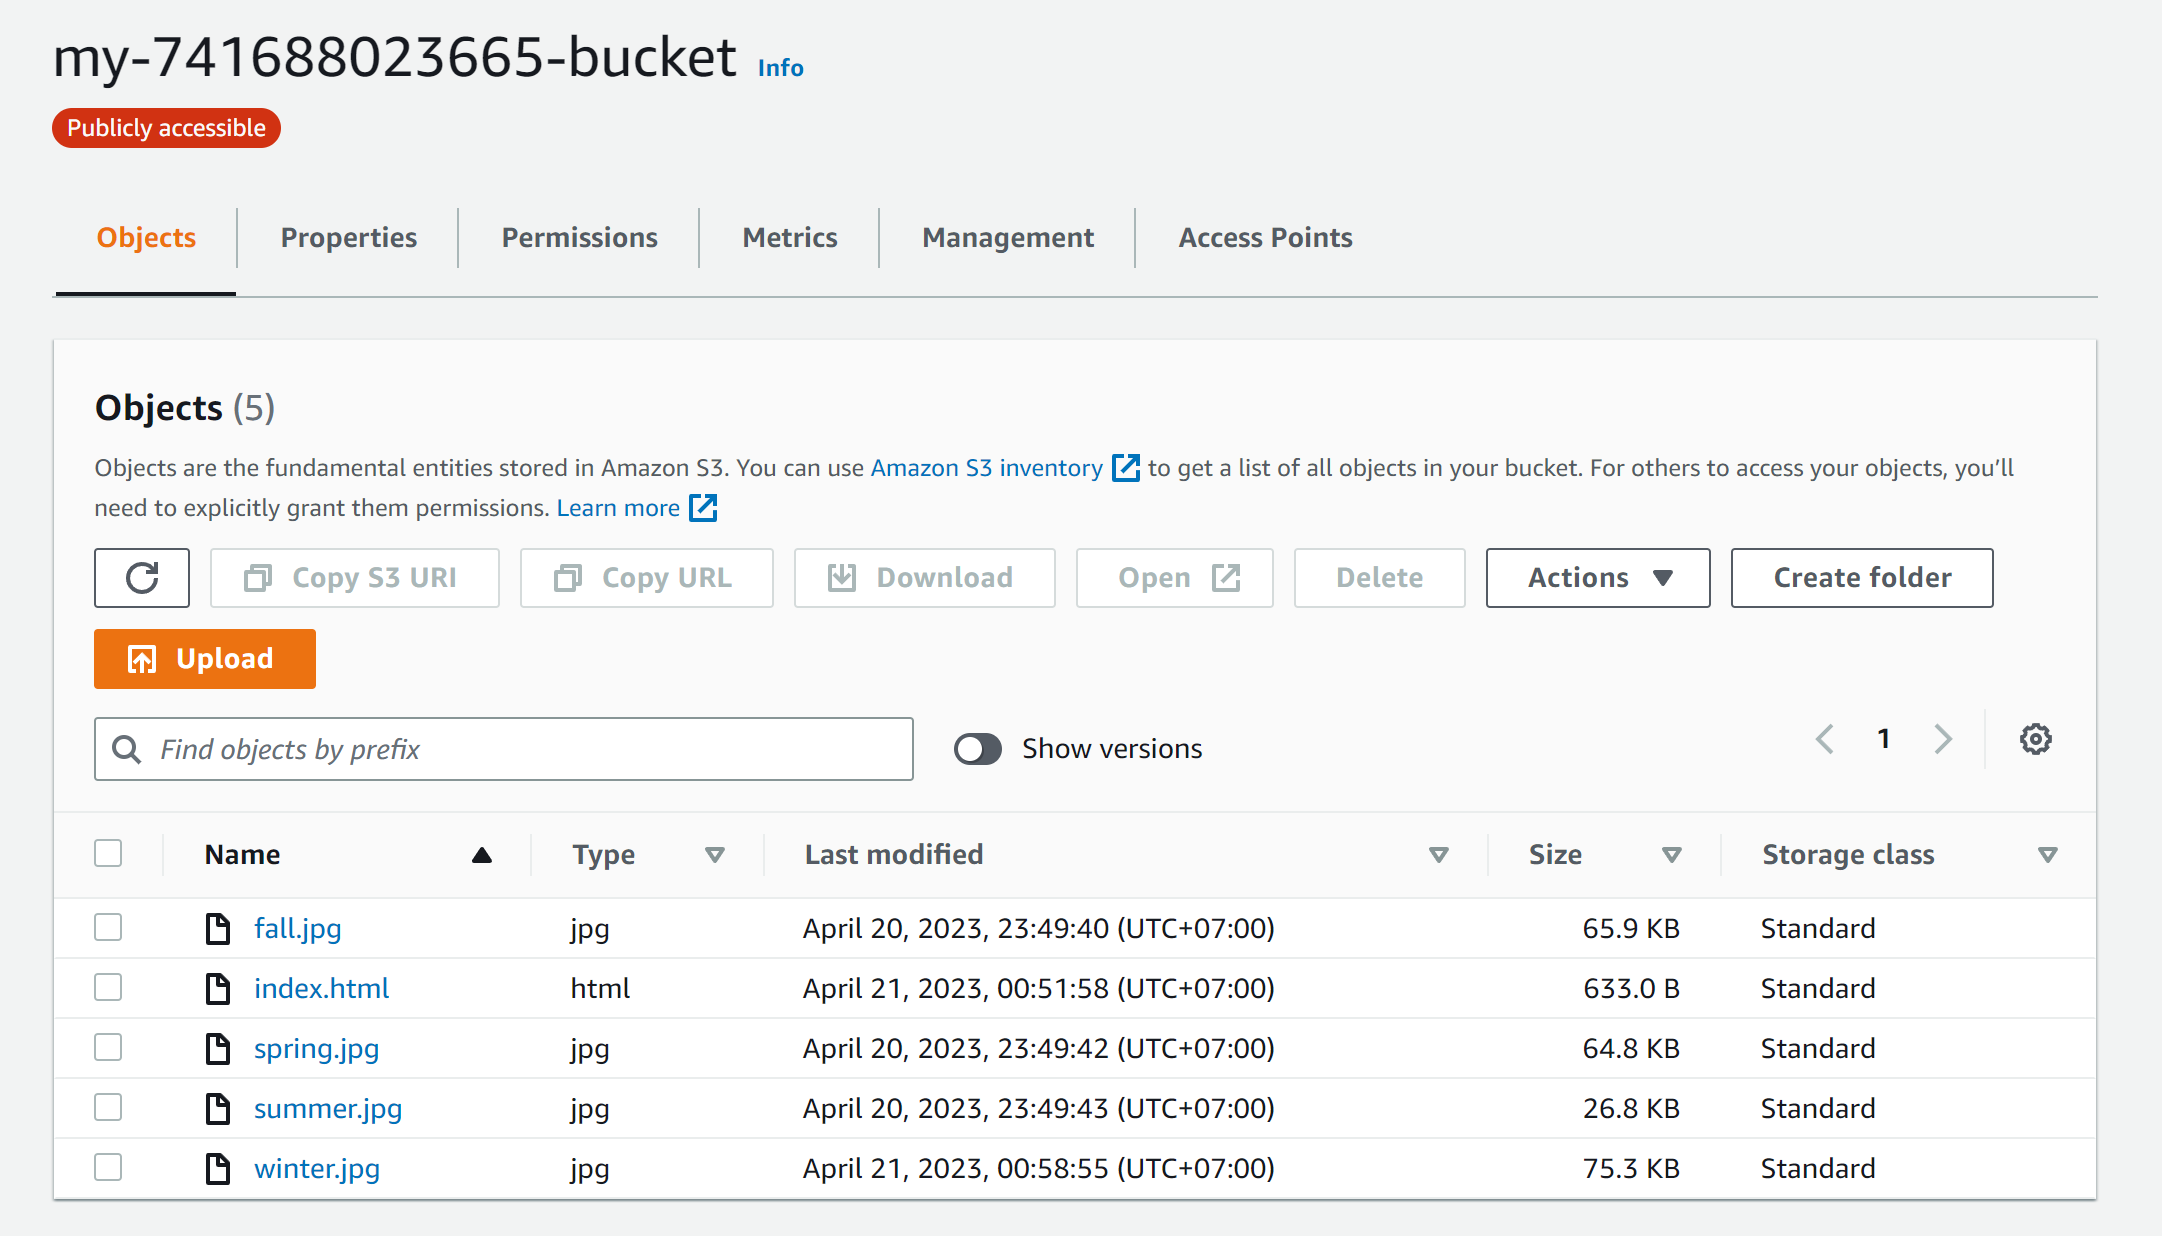 my-741688023665-bucket Info
Publicly accessible
Objects Properties Permissions Metrics Management Access Points
Objects (5)
Objects are the fundamental entities stored in Amazon S3. You can use Amazon S3 inventory to get a list of all objects in your bucket. For others to access your objects, you’ll
need to explicitly grant them permissions. Learn more
Copy S3 URI Copy URL Download Open Delete Actions Create folder
Upload
Find objects by prefix Show versions 1
Name Type Last modified Size Storage class
fall.jpg jpg April 20, 2023, 23:49:40 (UTC+07:00) 65.9 KB Standard
index.html html April 21, 2023, 00:51:58 (UTC+07:00) 633.0 B Standard
spring.jpg jpg April 20, 2023, 23:49:42 (UTC+07:00) 64.8 KB Standard
summer.jpg jpg April 20, 2023, 23:49:43 (UTC+07:00) 26.8 KB Standard
winter.jpg jpg April 21, 2023, 00:58:55 (UTC+07:00) 75.3 KB Standard